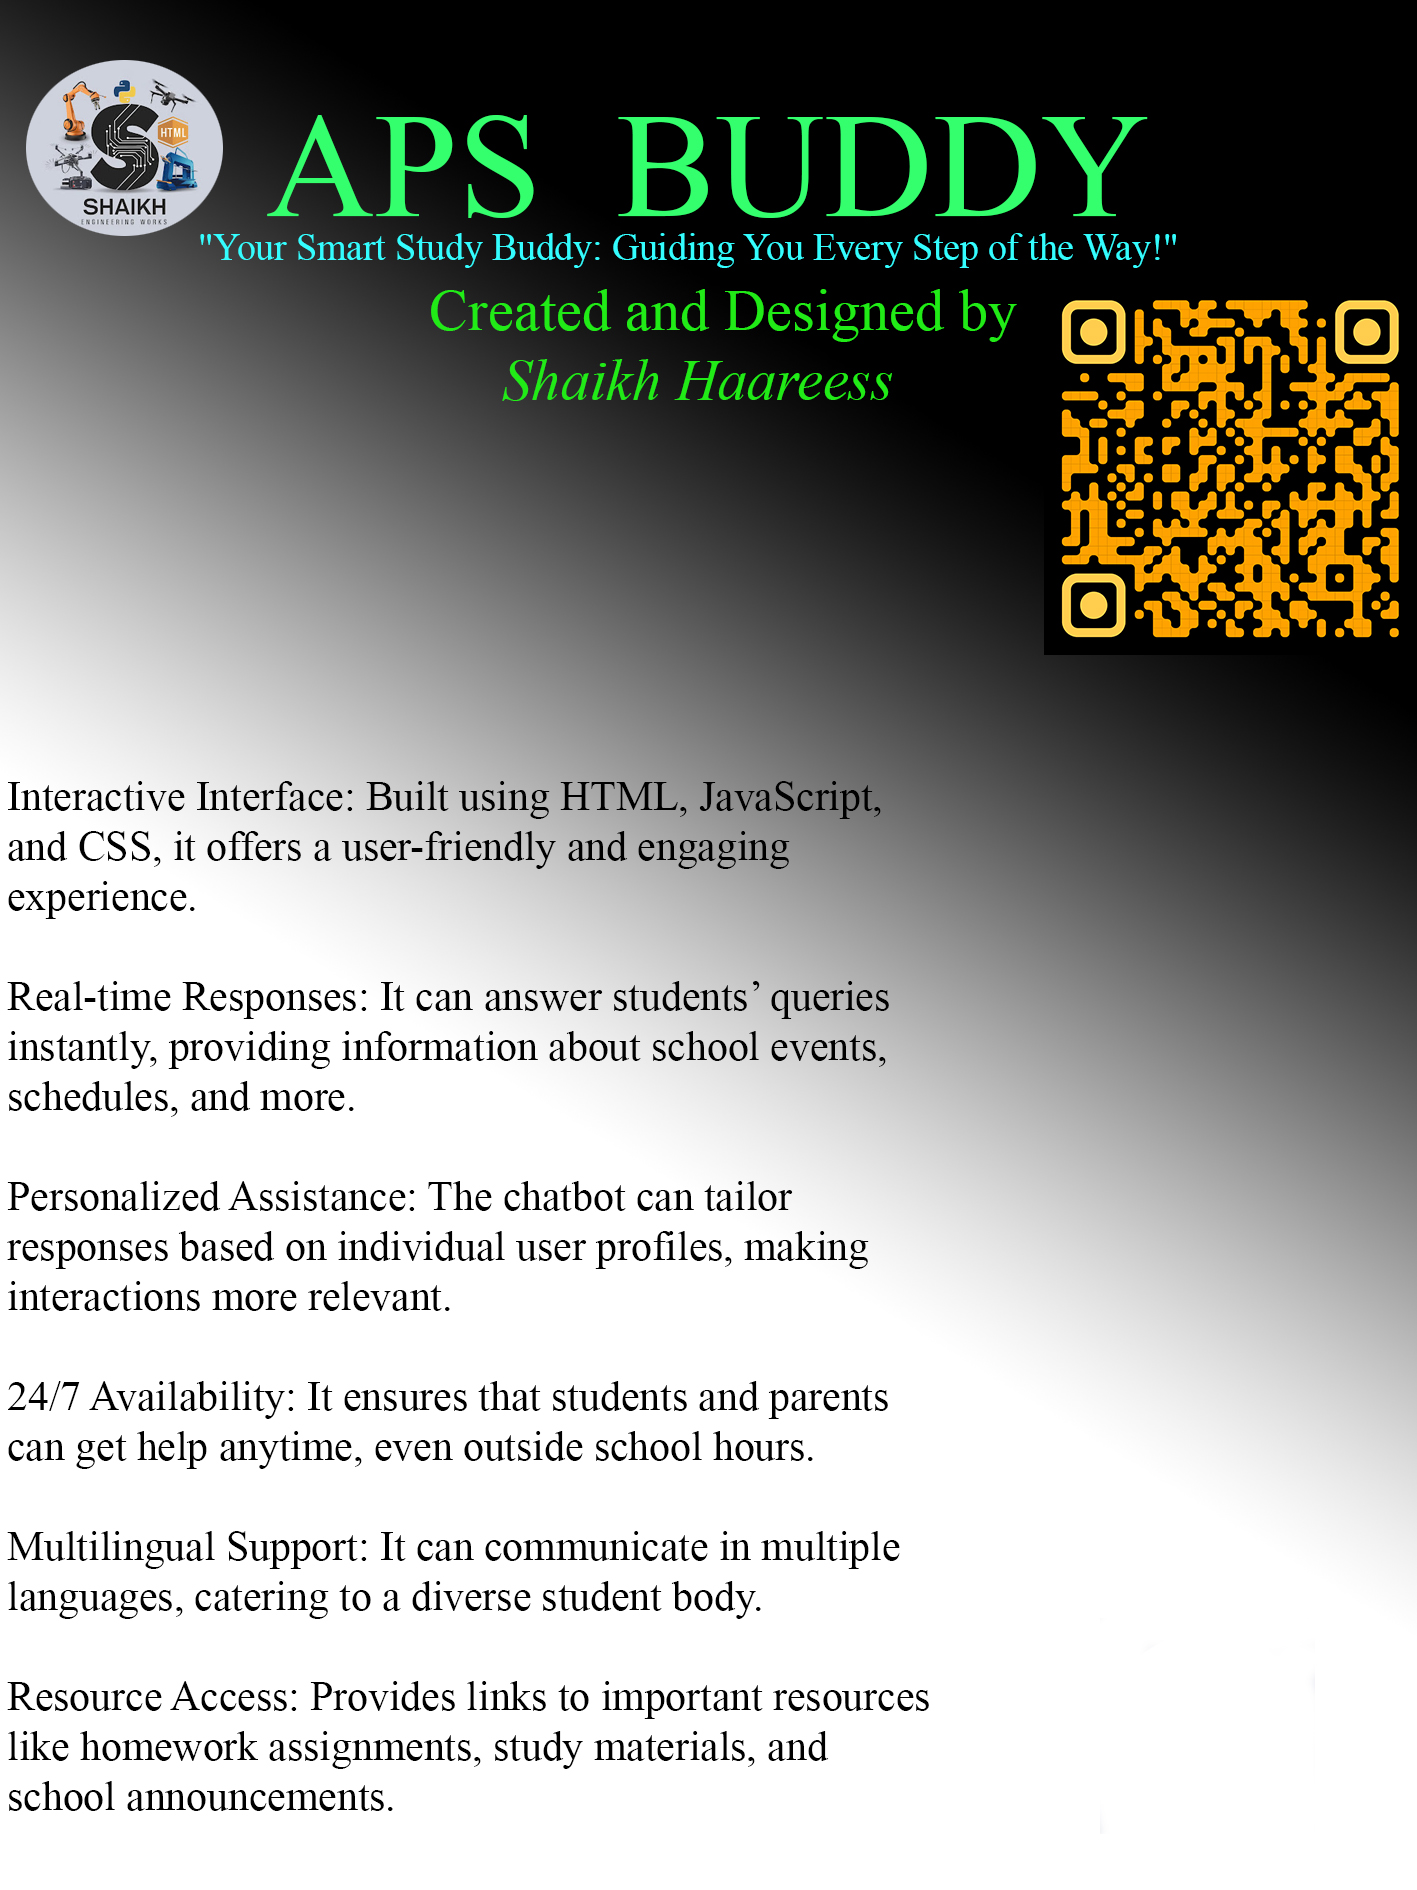 HTML
SHAIKH
ENGINEERING WORKS
APS BUDDY
"Your Smart Study Buddy: Guiding You Every Step of the Way!"
Created and Designed by
Shaikh Haareess
Interactive Interface: Built using HTML, JavaScript,
and CSS, it offers a user-friendly and engaging
experience.
Real-time Responses: It can answer students’ queries
instantly, providing information about school events,
schedules, and more.
Personalized Assistance: The chatbot can tailor
responses based on individual user profiles, making
interactions more relevant.
24/7 Availability: It ensures that students and parents
can get help anytime, even outside school hours.
Multilingual Support: It can communicate in multiple
languages, catering to a diverse student body.
Resource Access: Provides links to important resources
like homework assignments, study materials, and
school announcements.